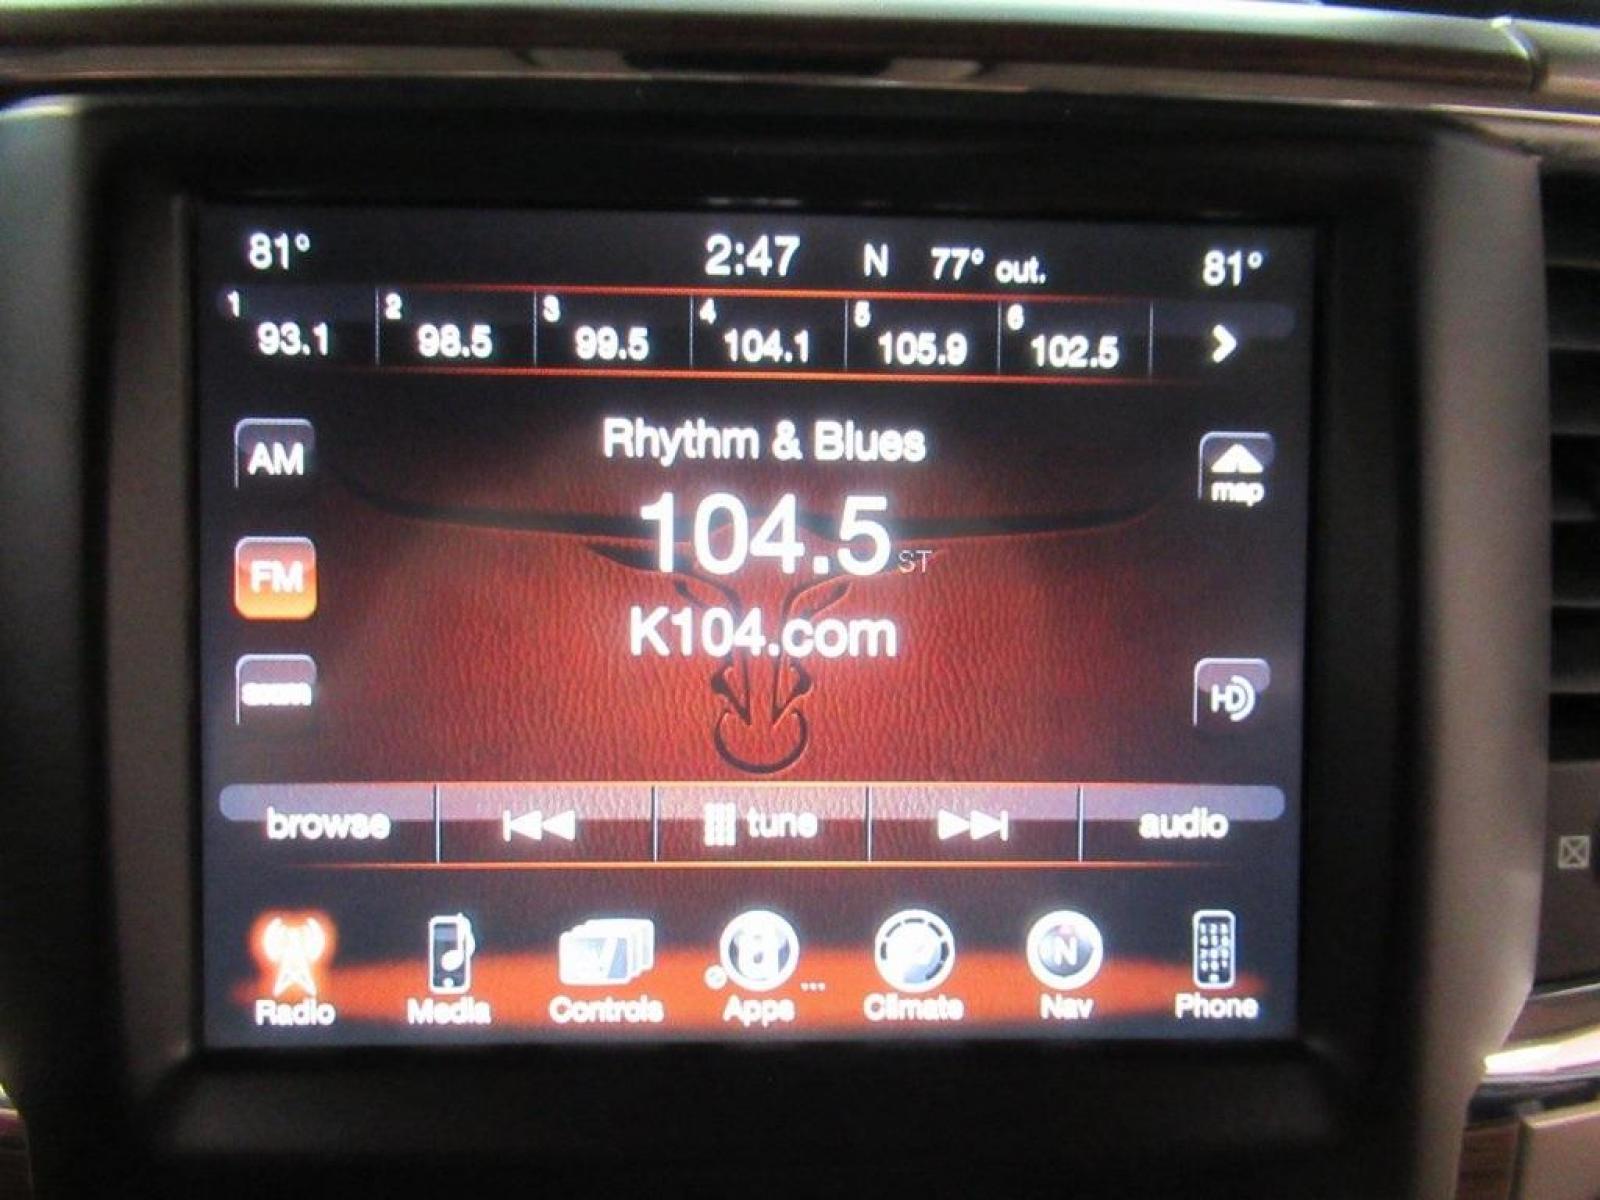 81° 2:47 N 77° out. 81°
1 93.1 2 98.5 3 99.5 4 104.1 5 105.9 6 102.5
Rhythm & Blues
AM
map
104.5 ST
FM
K104.com
HD
browse tune audio
Radio Media Controls Apps Climate Nav Phone